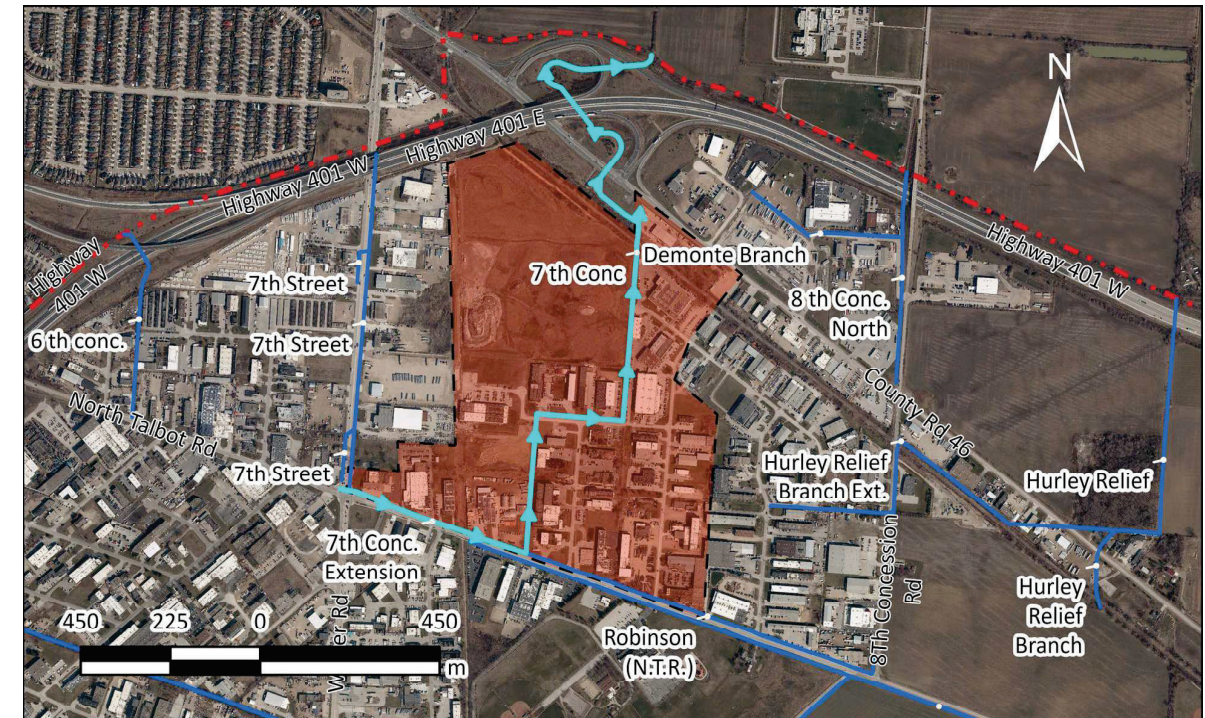 N
Highway 401 E
Highway 401 W
Highway
401 W
Highway 401 W
Demonte Branch
7 th Conc
7th Street
8 th Conc.
North
6 th conc.
7th Street
County Rd 46
North Talbot Rd
7th Street
Hurley Relief
Branch Ext.
Hurley Relief
7th Conc.
Extension
8Th Concession
Rd
Hurley
Relief
Branch
450 225 0 450
m
Robinson
(N.T.R.)
Rd